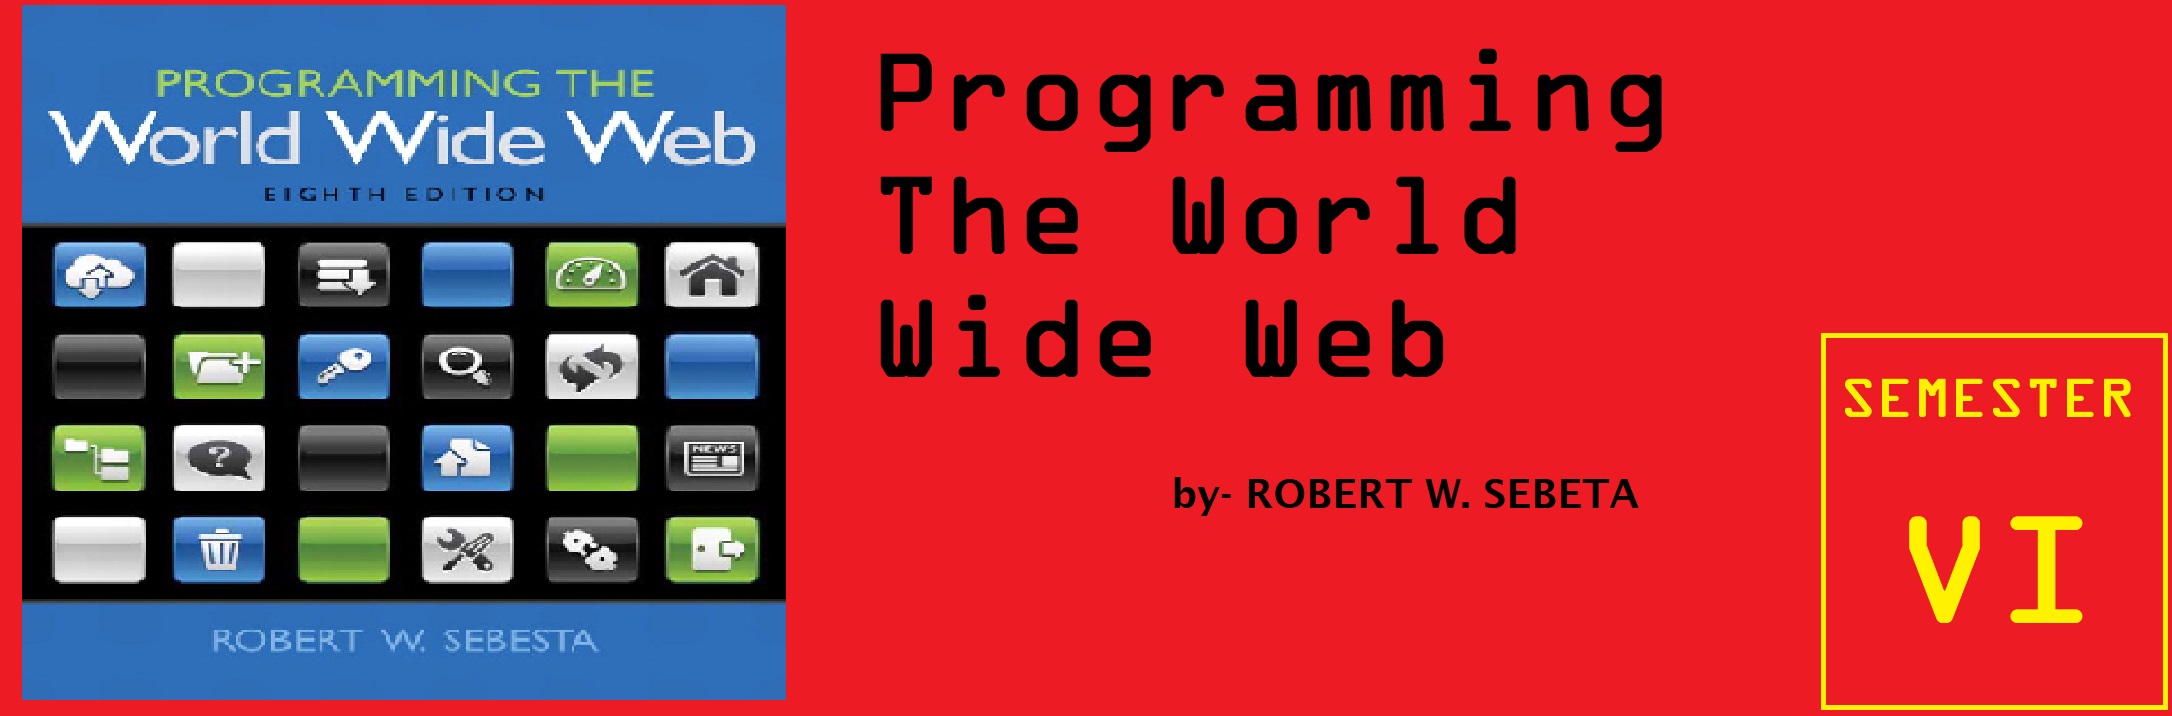 PROGRAMMING THE
World Wide Web
EIGHTH EDITION
NEWS
?
ROBERT W. SEBESTA
Programming
The World
Wide Web
by- ROBERT W. SEBETA
SEMESTER
VI